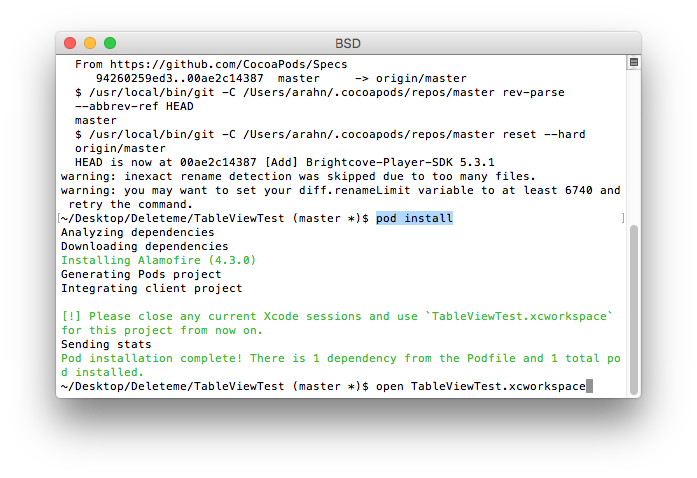 BSD
From https://github.com/CocoaPods/Specs
94260259ed3..00ae2c14387  master     -> origin/master
$ /usr/local/bin/git -C /Users/arahn/.cocoapods/repos/master rev-parse
--abbrev-ref HEAD
master
$ /usr/local/bin/git -C /Users/arahn/.cocoapods/repos/master reset --hard
origin/master
HEAD is now at 00ae2c14387 [Add] Brightcove-Player-SDK 5.3.1
warning: inexact rename detection was skipped due to too many files.
warning: you may want to set your diff.renameLimit variable to at least 6740 and
retry the command.
[~/Desktop/Deleteme/TableViewTest (master *)$ pod install ]
Analyzing dependencies
Downloading dependencies
Installing Alamofire (4.3.0)
Generating Pods project
Integrating client project
[!] Please close any current Xcode sessions and use `TableViewTest.xcworkspace`
for this project from now on.
Sending stats
Pod installation complete! There is 1 dependency from the Podfile and 1 total po
d installed.
~/Desktop/Deleteme/TableViewTest (master *)$ open TableViewTest.xcworkspace